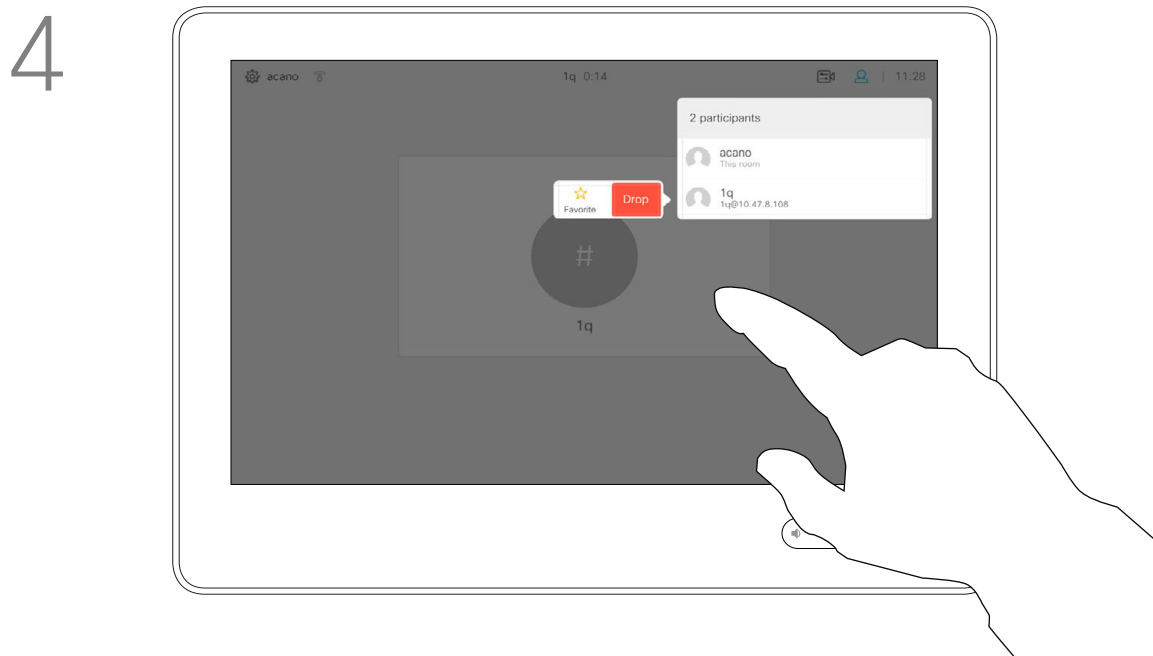 4
acano
1q 0:14
11:28
2 participants
acano
This room
1q
1q@10.47.8.108
Favorite
Drop
#
1q